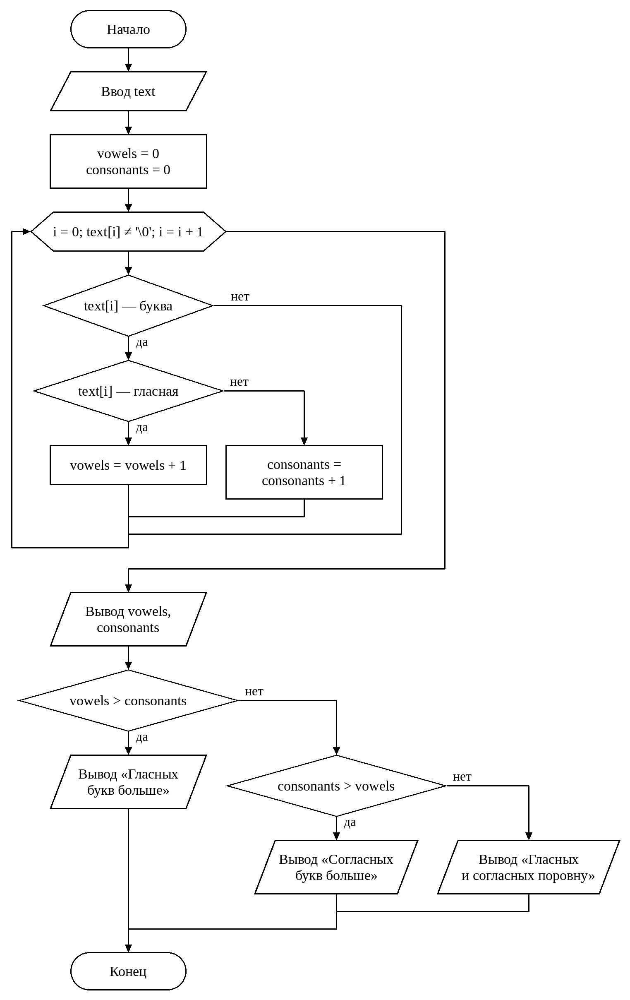 Начало
Ввод text
vowels = 0
consonants = 0
i = 0; text[i] ≠ '\0'; i = i + 1
text[i] — буква
нет
да
text[i] — гласная
нет
да
vowels = vowels + 1
consonants =
consonants + 1
Вывод vowels,
consonants
vowels > consonants
нет
да
Вывод «Гласных
букв больше»
consonants > vowels
нет
да
Вывод «Согласных
букв больше»
Вывод «Гласных
и согласных поровну»
Конец